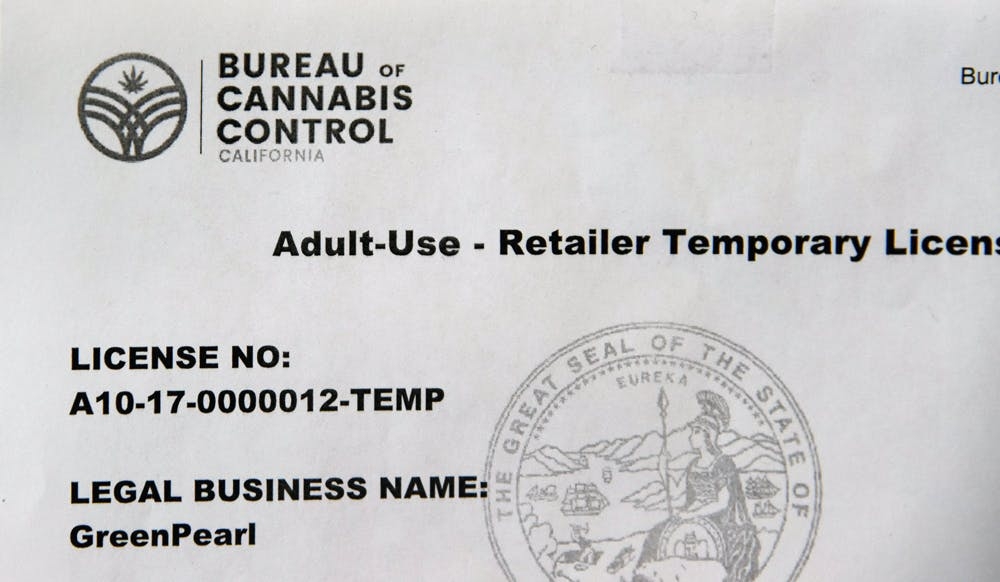 BUREAU OF
CANNABIS
CONTROL
CALIFORNIA
Bur
Adult-Use - Retailer Temporary Licens
LICENSE NO:
A10-17-0000012-TEMP
LEGAL BUSINESS NAME:
GreenPearl
THE GREAT SEAL OF THE STATE OF
EUREKA